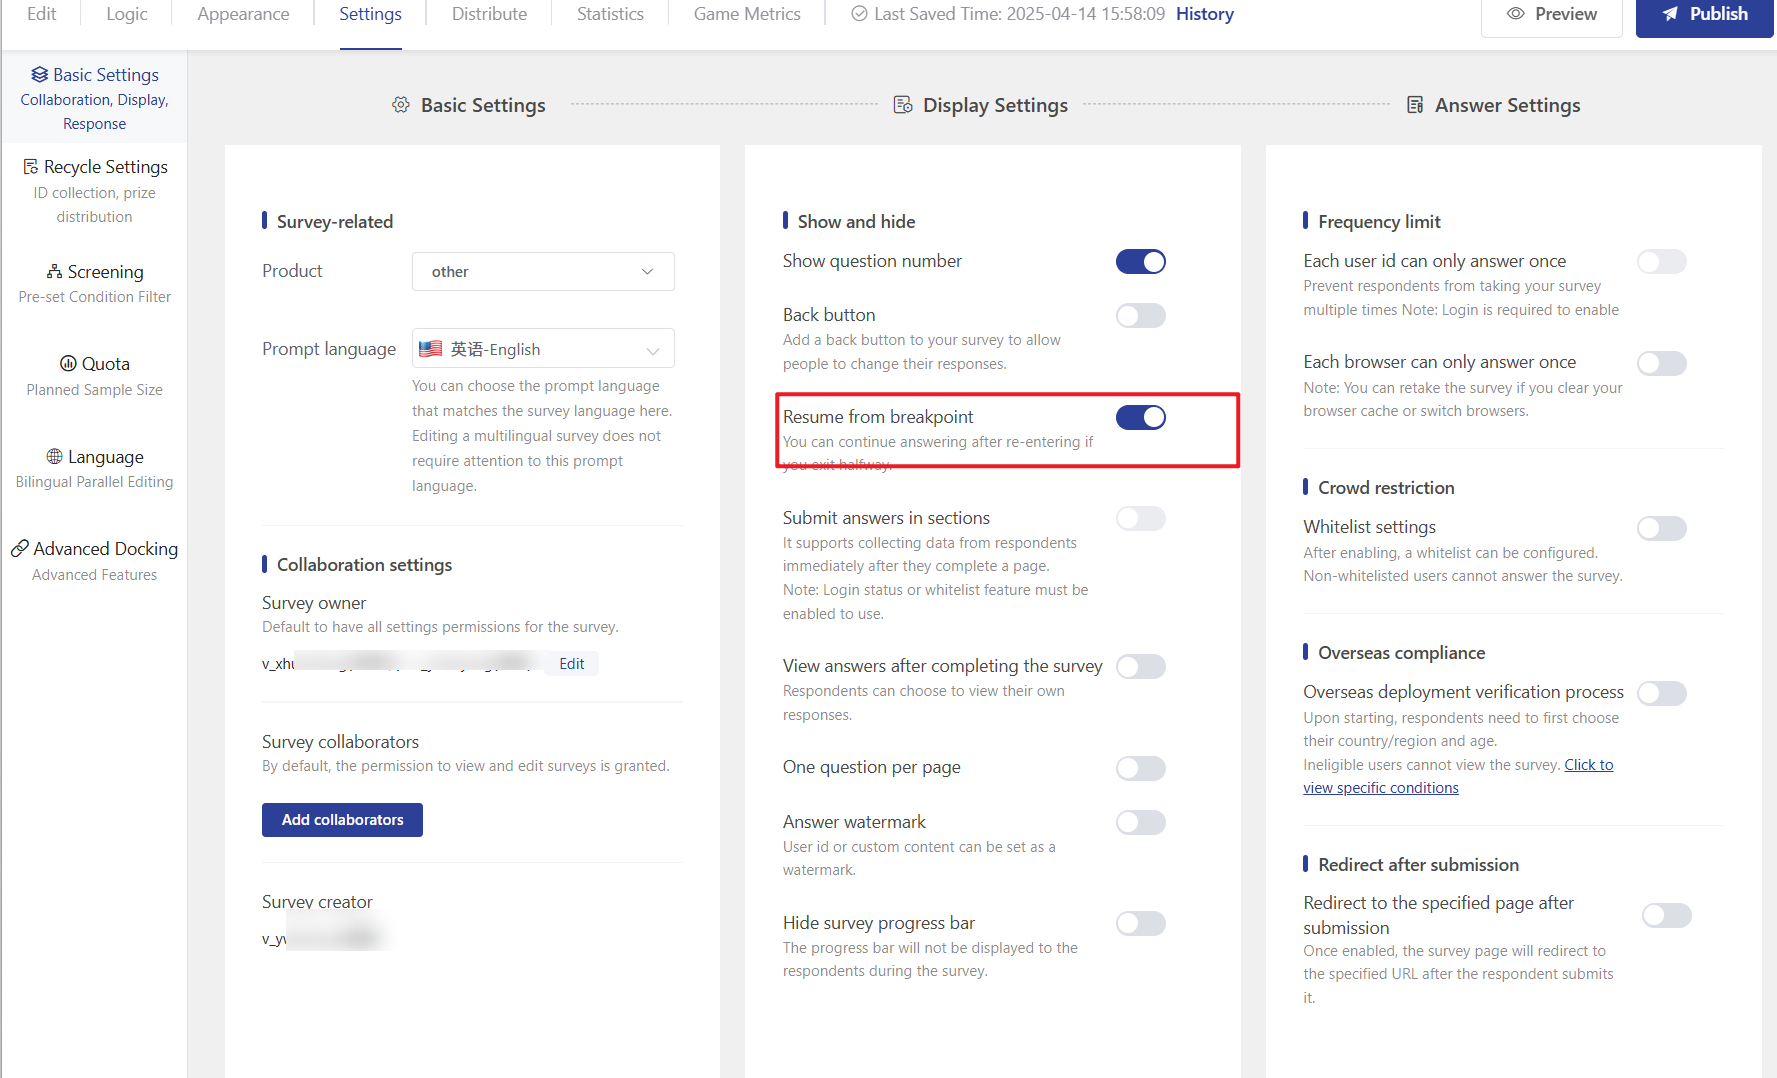 Edit
Logic
Appearance
Settings
Distribute
Statistics
Game Metrics
Last Saved Time: 2025-04-14 15:58:09 History
Preview
Publish
Basic Settings
Collaboration, Display,
Response
Recycle Settings
ID collection, prize
distribution
Screening
Pre-set Condition Filter
Quota
Planned Sample Size
Language
Bilingual Parallel Editing
Advanced Docking
Advanced Features
Basic Settings
Display Settings
Answer Settings
Survey-related
Product
other
Prompt language
英语-English
You can choose the prompt language
that matches the survey language here.
Editing a multilingual survey does not
require attention to this prompt
language.
Collaboration settings
Survey owner
Default to have all settings permissions for the survey.
Edit
Survey collaborators
By default, the permission to view and edit surveys is granted.
Add collaborators
Survey creator
Show and hide
Show question number
Back button
Add a back button to your survey to allow
people to change their responses.
Resume from breakpoint
You can continue answering after re-entering if
you exit halfway.
Submit answers in sections
It supports collecting data from respondents
immediately after they complete a page.
Note: Login status or whitelist feature must be
enabled to use.
View answers after completing the survey
Respondents can choose to view their own
responses.
One question per page
Answer watermark
User id or custom content can be set as a
watermark.
Hide survey progress bar
The progress bar will not be displayed to the
respondents during the survey.
Frequency limit
Each user id can only answer once
Prevent respondents from taking your survey
multiple times Note: Login is required to enable
Each browser can only answer once
Note: You can retake the survey if you clear your
browser cache or switch browsers.
Crowd restriction
Whitelist settings
After enabling, a whitelist can be configured.
Non-whitelisted users cannot answer the survey.
Overseas compliance
Overseas deployment verification process
Upon starting, respondents need to first choose
their country/region and age.
Ineligible users cannot view the survey. Click to
view specific conditions
Redirect after submission
Redirect to the specified page after
submission
Once enabled, the survey page will redirect to
the specified URL after the respondent submits
it.